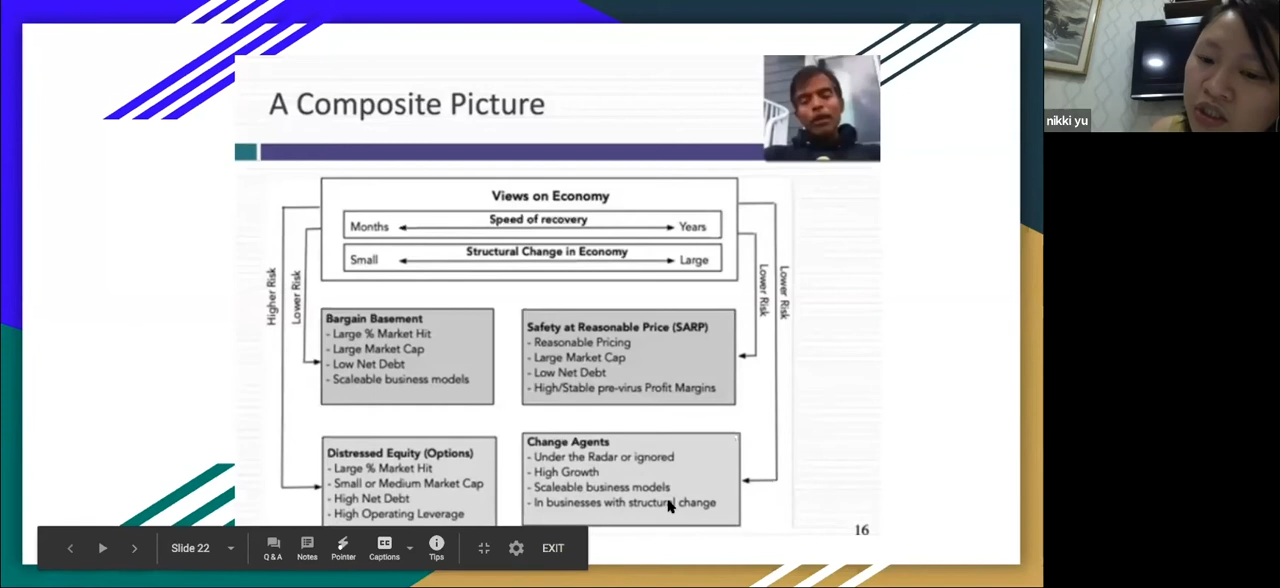 A Composite Picture
nikki yu
Views on Economy
Speed of recovery
Months
Years
Structural Change in Economy
Small
Large
Higher Risk
Lower Risk
Lower Risk
Lower Risk
Bargain Basement
- Large % Market Hit
- Large Market Cap
- Low Net Debt
- Scaleable business models
Safety at Reasonable Price (SARP)
- Reasonable Pricing
- Large Market Cap
- Low Net Debt
- High/Stable pre-virus Profit Margins
Distressed Equity (Options)
- Large % Market Hit
- Small or Medium Market Cap
- High Net Debt
- High Operating Leverage
Change Agents
- Under the Radar or ignored
- High Growth
- Scaleable business models
- In businesses with structural change
16
Slide 22
Q & A
Notes
Pointer
Captions
Tips
EXIT